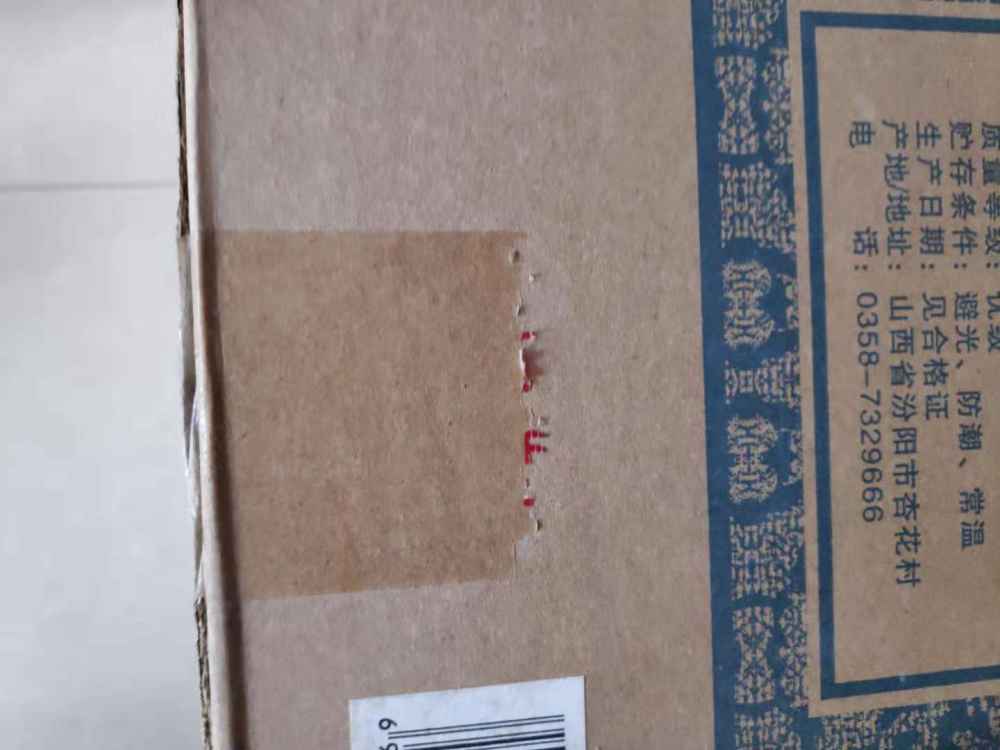 质量等级：优级
贮存条件：避光、防潮、常温
生产日期：见合格证
产地/地址：山西省汾阳市杏花村
电 话：0358-7329666
69